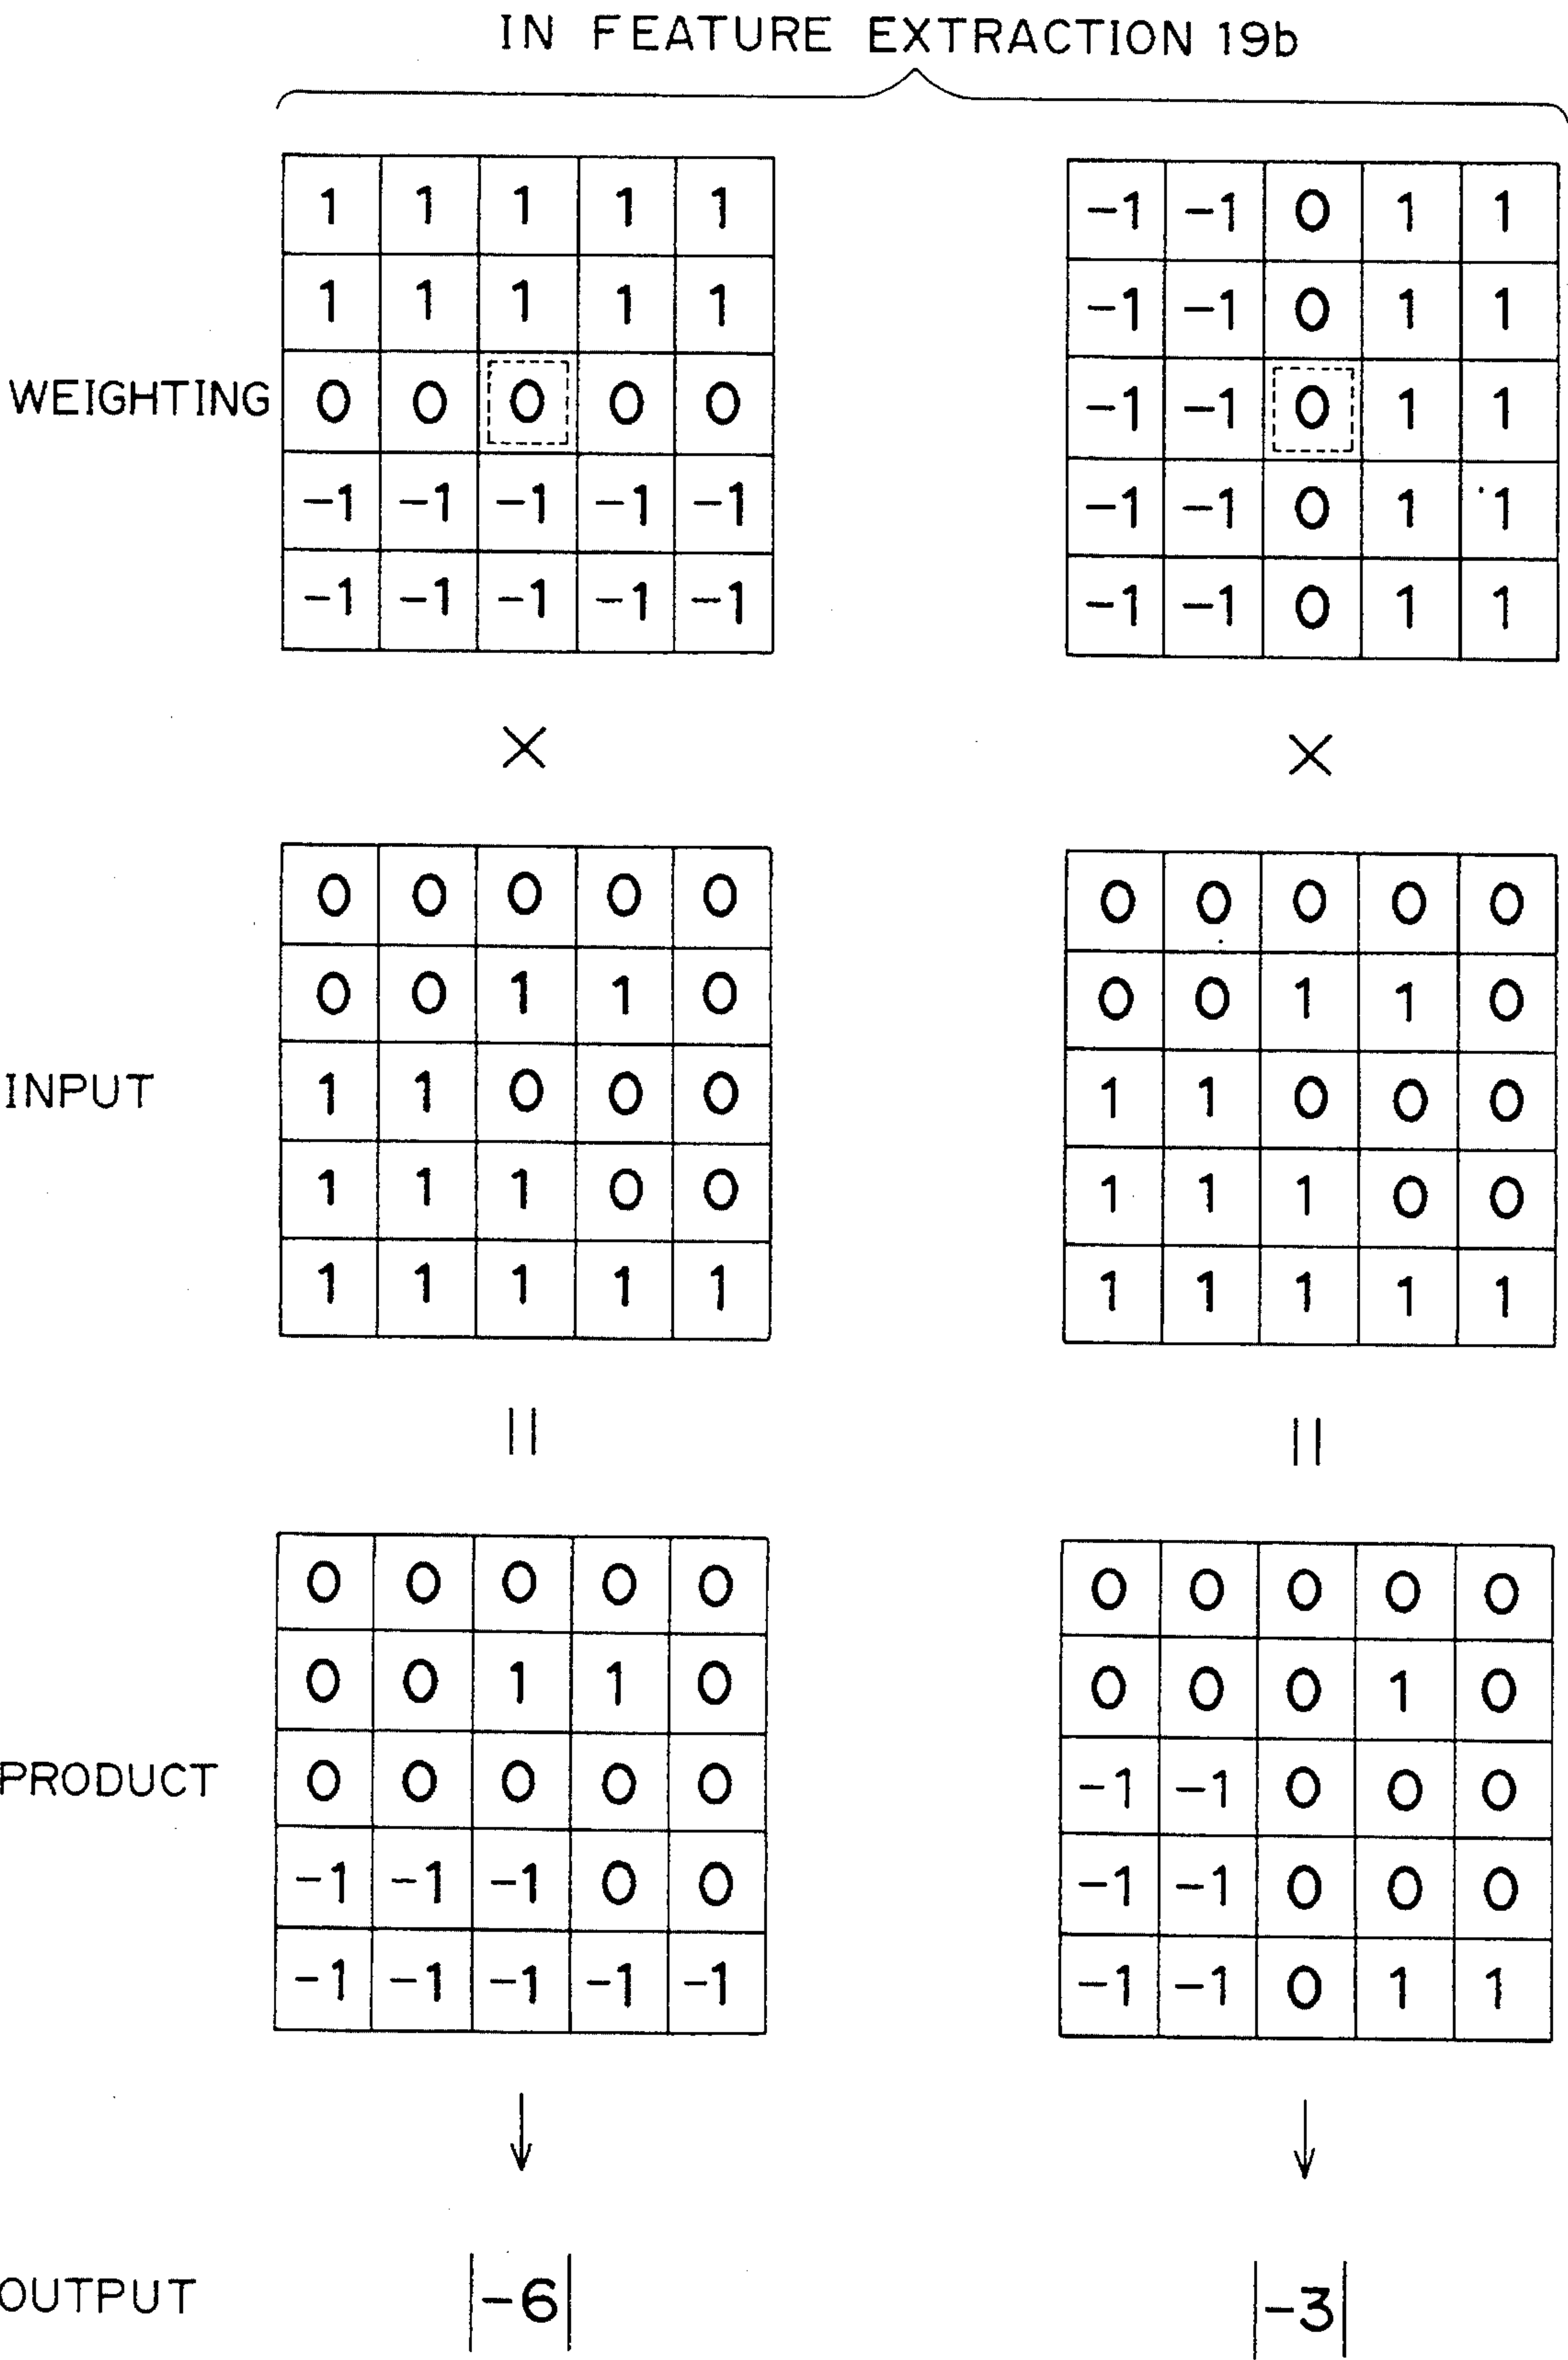 IN FEATURE EXTRACTION 19b
1 1 1 1 1 -1 -1 0 1 1
1 1 1 1 1 -1 -1 0 1 1
WEIGHTING 0 0 0 0 0 -1 -1 0 1 1
-1 -1 -1 -1 -1 -1 -1 0 1 1
-1 -1 -1 -1 -1 -1 -1 0 1 1
× ×
0 0 0 0 0 0 0 0 0 0
0 0 1 1 0 0 0 1 1 0
INPUT 1 1 0 0 0 1 1 0 0 0
1 1 1 0 0 1 1 1 0 0
1 1 1 1 1 1 1 1 1 1
|| ||
0 0 0 0 0 0 0 0 0 0
0 0 1 1 0 0 0 0 1 0
PRODUCT 0 0 0 0 0 -1 -1 0 0 0
-1 -1 -1 0 0 -1 -1 0 0 0
-1 -1 -1 -1 -1 -1 -1 0 1 1
↓ ↓
OUTPUT |-6| |-3|